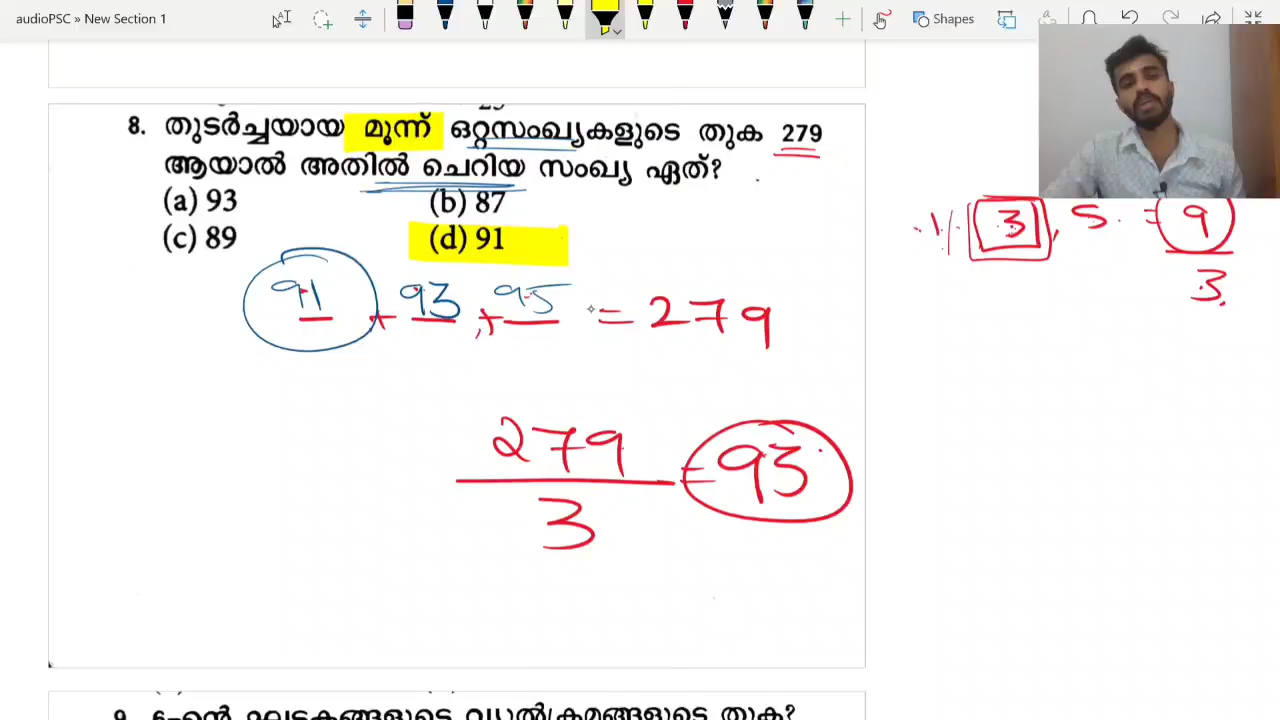 audioPSC » New Section 1
Shapes
8. തുടർച്ചയായ മൂന്ന് ഒറ്റസംഖ്യകളുടെ തുക 279
ആയാൽ അതിൽ ചെറിയ സംഖ്യ ഏത്?
(a) 93 (b) 87
(c) 89 (d) 91
1, 3, 5 = 9
3
91 + 93 + 95 = 279
279
3
= 93